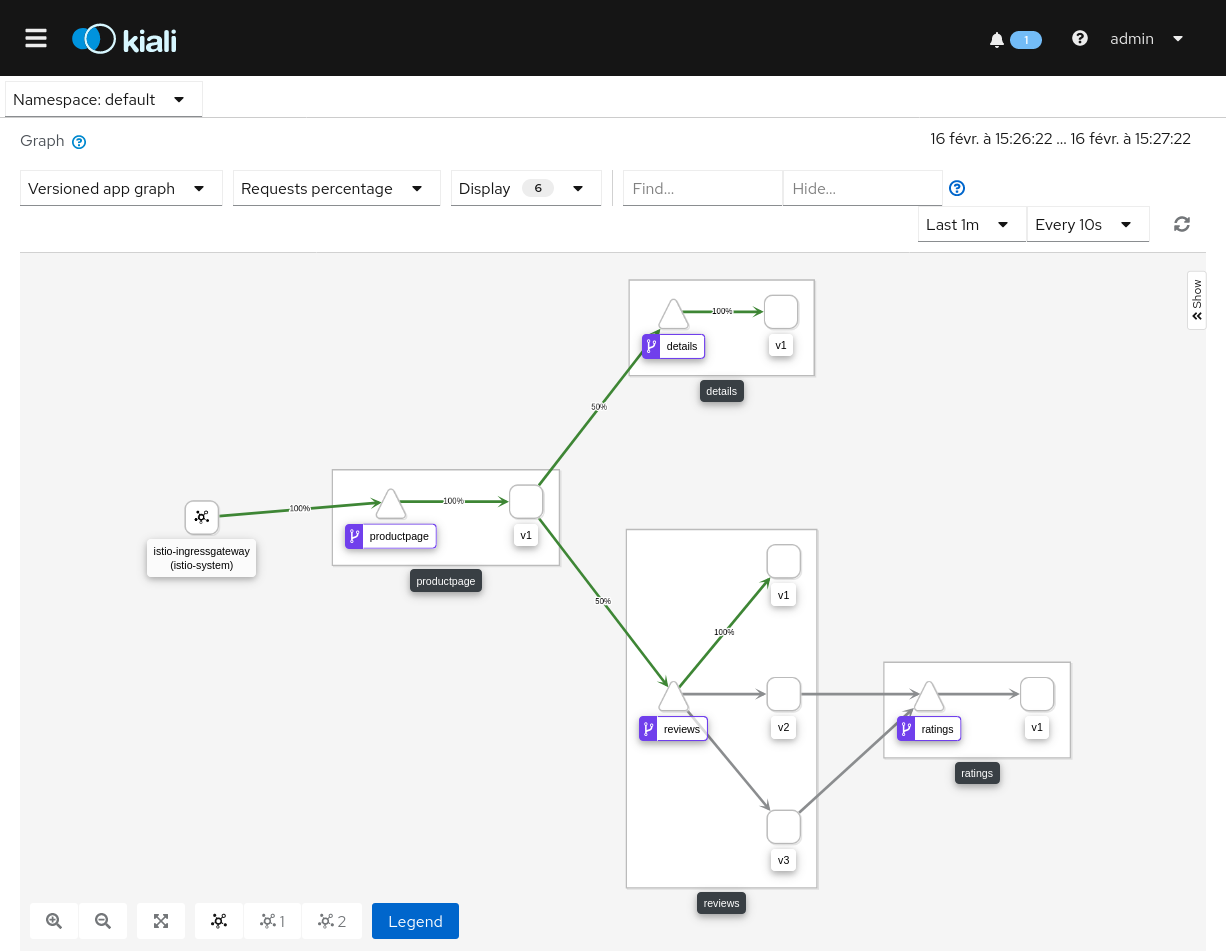 kiali
1
admin
Namespace: default
Graph
16 févr. à 15:26:22 ... 16 févr. à 15:27:22
Versioned app graph
Requests percentage
Display 6
Find...
Hide...
Last 1m
Every 10s
Show
100%
details
v1
details
50%
100%
100%
productpage
v1
productpage
istio-ingressgateway
(istio-system)
50%
v1
100%
reviews
v2
ratings
v1
ratings
v3
reviews
1
2
Legend